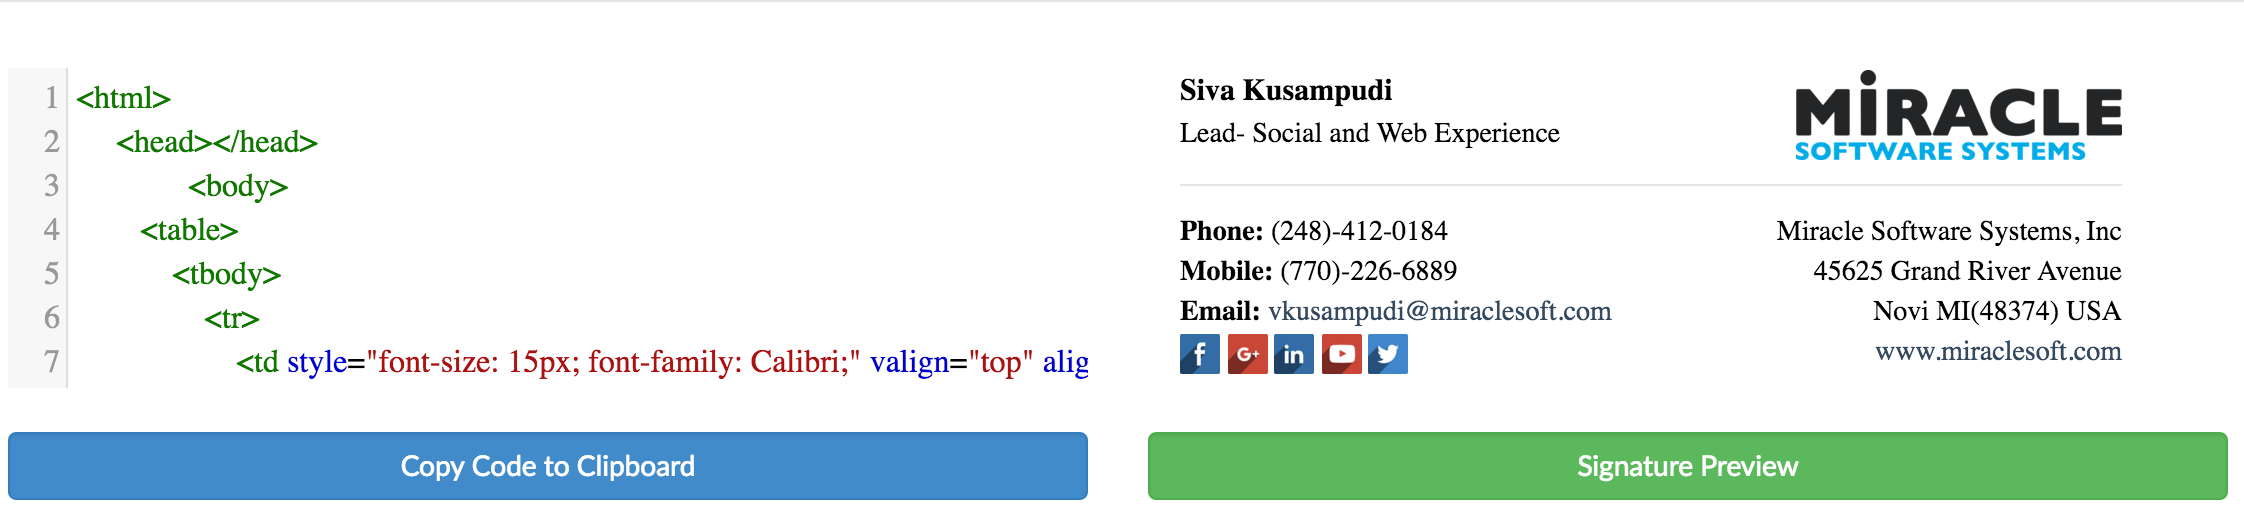 1 <html>
2 <head></head>
3 <body>
4 <table>
5 <tbody>
6 <tr>
7 <td style="font-size: 15px; font-family: Calibri;" valign="top" alig
Copy Code to Clipboard
Siva Kusampudi
Lead- Social and Web Experience
MiRACLE
SOFTWARE SYSTEMS
Phone: (248)-412-0184
Mobile: (770)-226-6889
Email: vkusampudi@miraclesoft.com
f G+ in
Miracle Software Systems, Inc
45625 Grand River Avenue
Novi MI(48374) USA
www.miraclesoft.com
Signature Preview